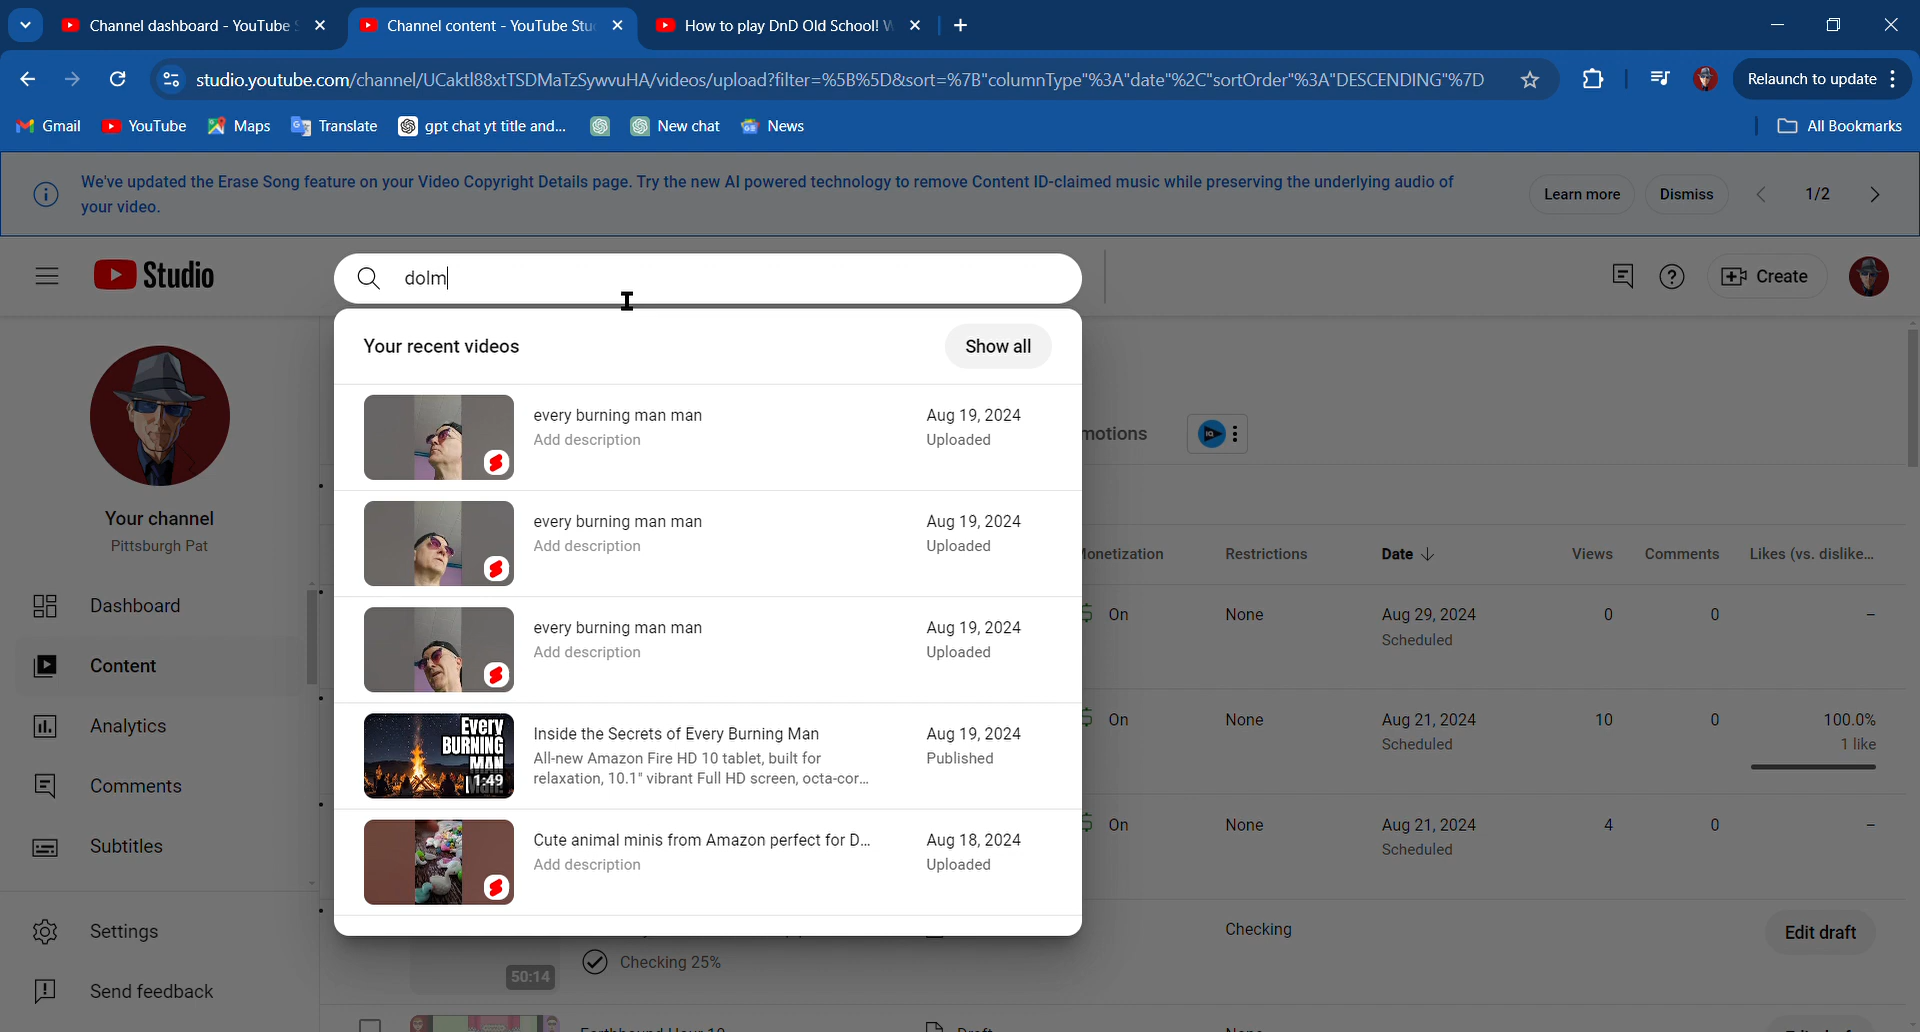 Channel dashboard - YouTube S
Channel content - YouTube Stu
How to play DnD Old School! W
studio.youtube.com/channel/UCaktl88xtTSDMaTzSywvuHA/videos/upload?filter=%5B%5D&sort=%7B"columnType"%3A"date"%2C"sortOrder"%3A"DESCENDING"%7D
Relaunch to update
Gmail
YouTube
Maps
Translate
gpt chat yt title and...
New chat
News
All Bookmarks
We've updated the Erase Song feature on your Video Copyright Details page. Try the new AI powered technology to remove Content ID-claimed music while preserving the underlying audio of
your video.
Learn more
Dismiss
1/2
Studio
dolm
Create
Your channel
Pittsburgh Pat
Dashboard
Content
Analytics
Comments
Subtitles
Settings
Send feedback
Your recent videos
Show all
every burning man man
Add description
Aug 19, 2024
Uploaded
every burning man man
Add description
Aug 19, 2024
Uploaded
every burning man man
Add description
Aug 19, 2024
Uploaded
Every
BURNING
MAN
1:49
Inside the Secrets of Every Burning Man
All-new Amazon Fire HD 10 tablet, built for
relaxation, 10.1" vibrant Full HD screen, octa-cor...
Aug 19, 2024
Published
Cute animal minis from Amazon perfect for D...
Add description
Aug 18, 2024
Uploaded
motions
IQ
Monetization
Restrictions
Date
Views
Comments
Likes (vs. dislike...
On
None
Aug 29, 2024
Scheduled
0
0
–
On
None
Aug 21, 2024
Scheduled
10
0
100.0%
1 like
On
None
Aug 21, 2024
Scheduled
4
0
–
50:14
Checking 25%
Checking
Edit draft